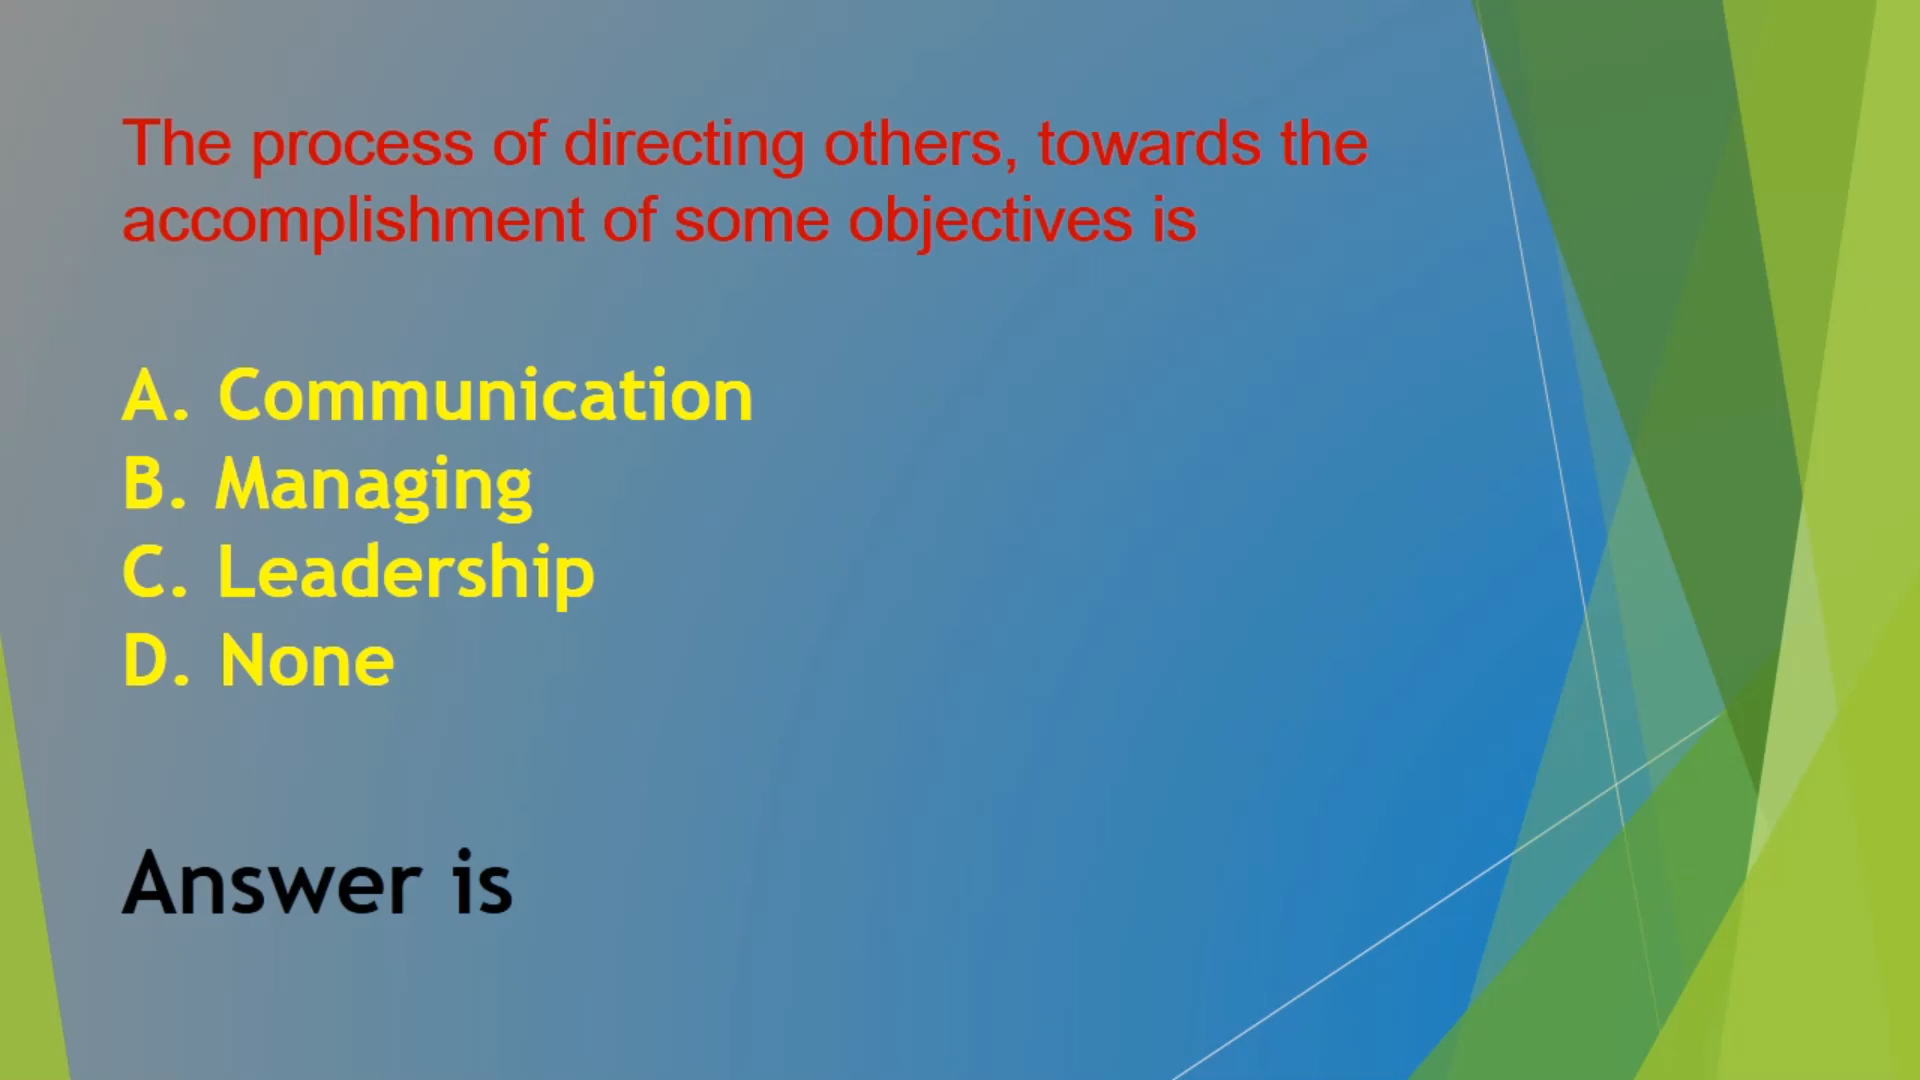 The process of directing others, towards the
accomplishment of some objectives is
A. Communication
B. Managing
C. Leadership
D. None
Answer is